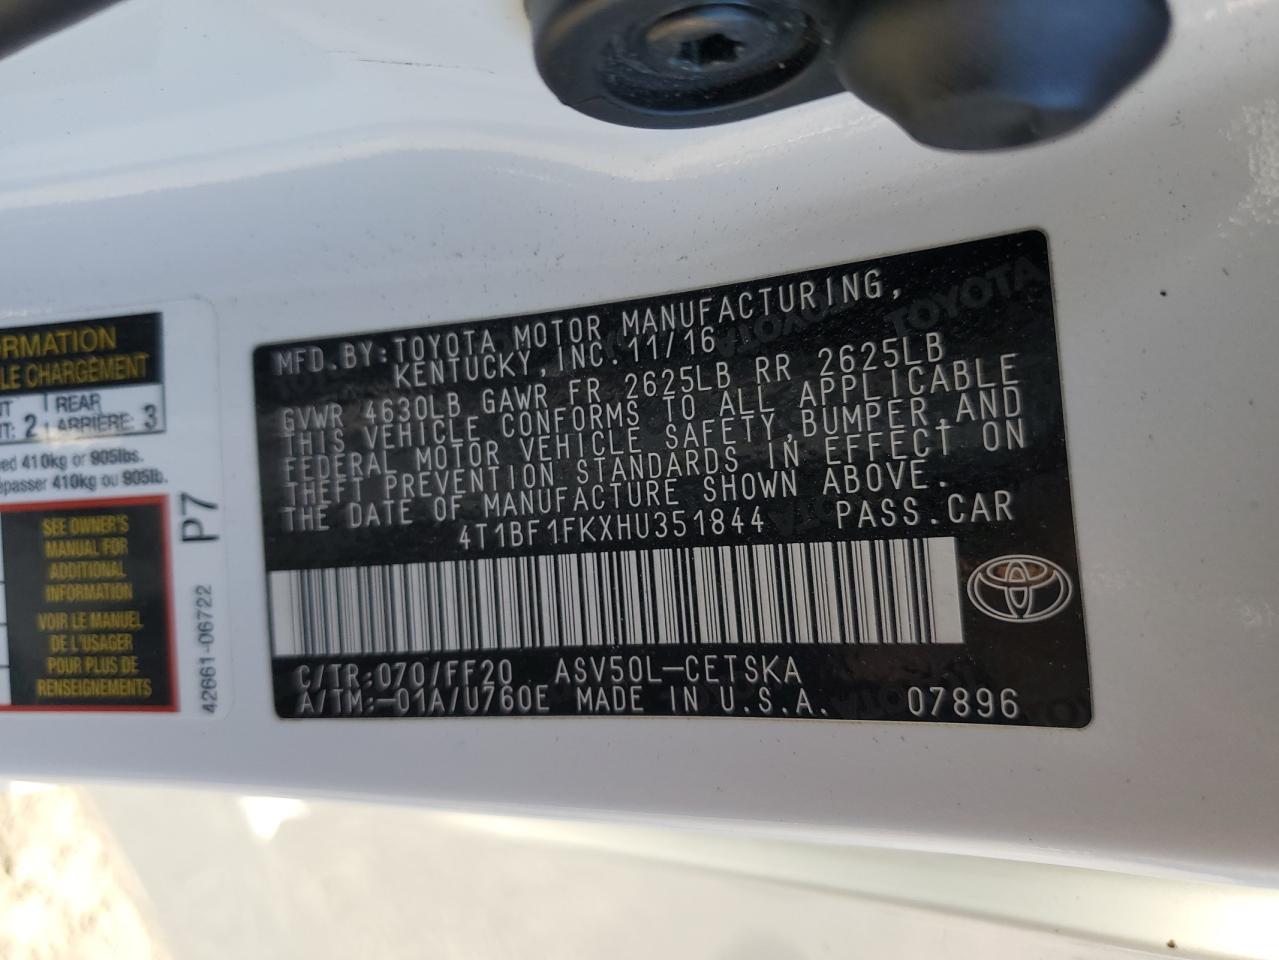 MFD.BY:TOYOTA MOTOR MANUFACTURING,
KENTUCKY,INC.11/16
GVWR 4630LB GAWR FR 2625LB RR 2625LB
THIS VEHICLE CONFORMS TO ALL APPLICABLE
FEDERAL MOTOR VEHICLE SAFETY,BUMPER,AND
THEFT PREVENTION STANDARDS IN EFFECT ON
THE DATE OF MANUFACTURE SHOWN ABOVE.
4T1BF1FKXHU351844 PASS.CAR
C/TR:070/FF20 ASV50L-CETSKA
A/TM:-01A/U760E MADE IN U.S.A. 07896
TOYOTA
REAR
2 ARRIÈRE: 3
410kg or 905lbs.
410kg ou 905lb.
SEE OWNER'S
MANUAL FOR
ADDITIONAL
INFORMATION
VOIR LE MANUEL
DE L'USAGER
POUR PLUS DE
RENSEIGNEMENTS
P7
42661-06722